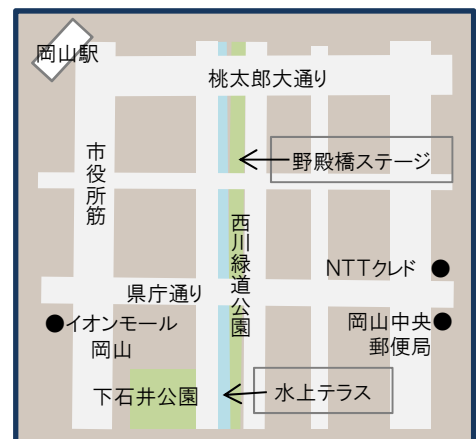 岡山駅
桃太郎大通り
市役所筋
野殿橋ステージ
西川緑道公園
NTTクレド
県庁通り
岡山中央
郵便局
イオンモール
岡山
下石井公園
水上テラス